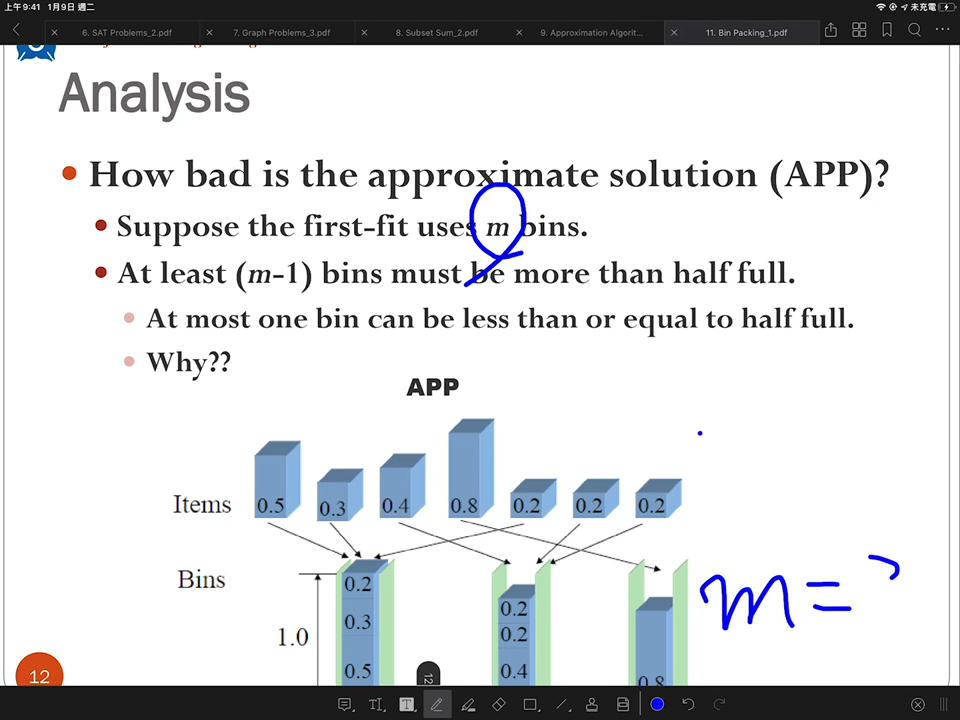 上午9:41 1月9日 週二
未充電
6. SAT Problems_2.pdf
7. Graph Problems_3.pdf
8. Subset Sum_2.pdf
9. Approximation Algorit...
11. Bin Packing_1.pdf
Analysis
How bad is the approximate solution (APP)?
Suppose the first-fit uses m bins.
At least (m-1) bins must be more than half full.
At most one bin can be less than or equal to half full.
Why??
APP
Items 0.5 0.3 0.4 0.8 0.2 0.2 0.2
Bins
0.2
0.3
0.5
0.2
0.2
0.4
0.8
1.0
m =
12
12